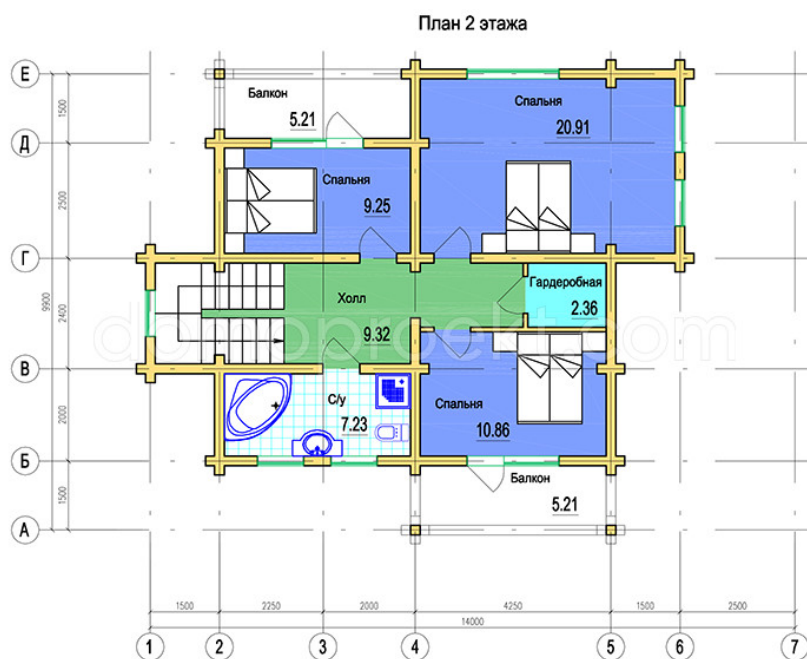 План 2 этажа
Е
Балкон
5.21
Спальня
20.91
1500
Д
Спальня
9.25
2500
Г
Холл
9.32
Гардеробная
2.36
9900
2400
domoproekt.com
В
С/у
7.23
Спальня
10.86
2000
Б
Балкон
5.21
1500
А
1500
2250
2000
4250
1500
2500
14000
1
2
3
4
5
6
7